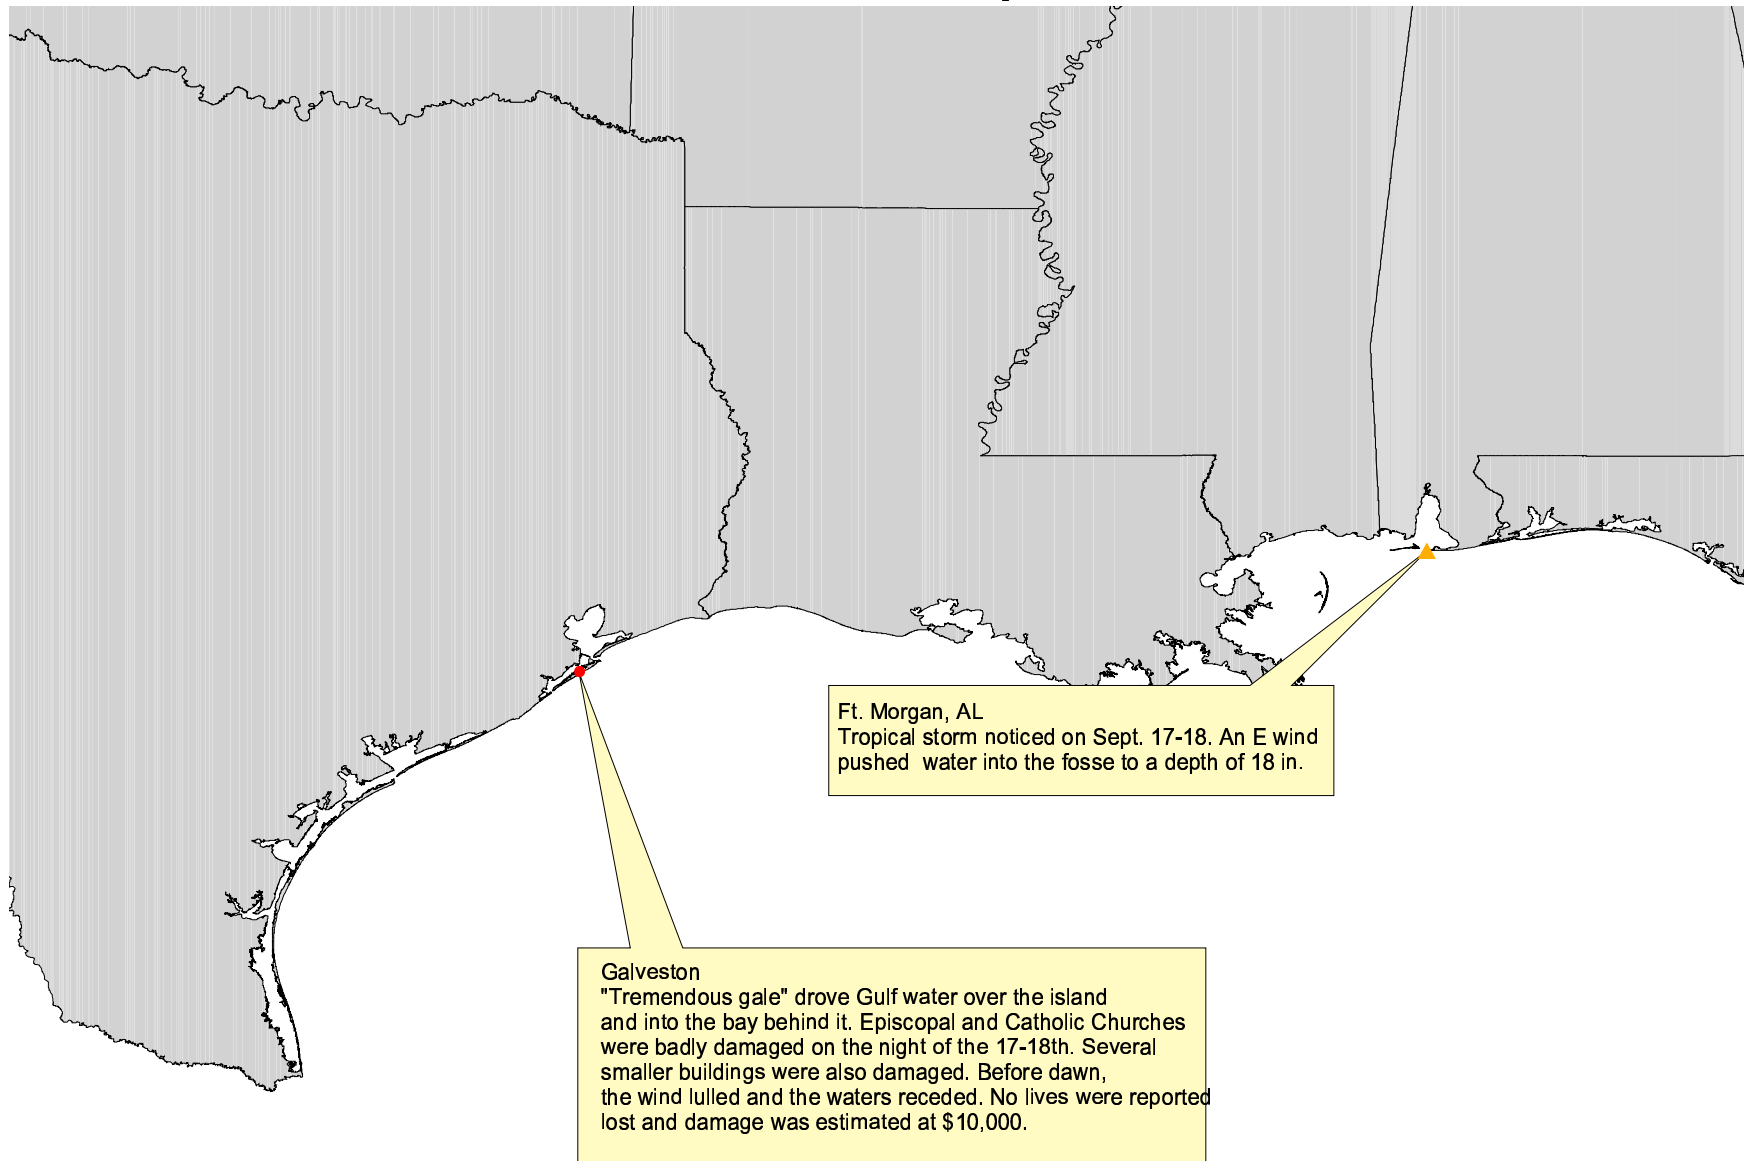 Ft. Morgan, AL
Tropical storm noticed on Sept. 17-18. An E wind
pushed  water into the fosse to a depth of 18 in.
Galveston
"Tremendous gale" drove Gulf water over the island
and into the bay behind it. Episcopal and Catholic Churches
were badly damaged on the night of the 17-18th. Several
smaller buildings were also damaged. Before dawn,
the wind lulled and the waters receded. No lives were reported
lost and damage was estimated at $10,000.